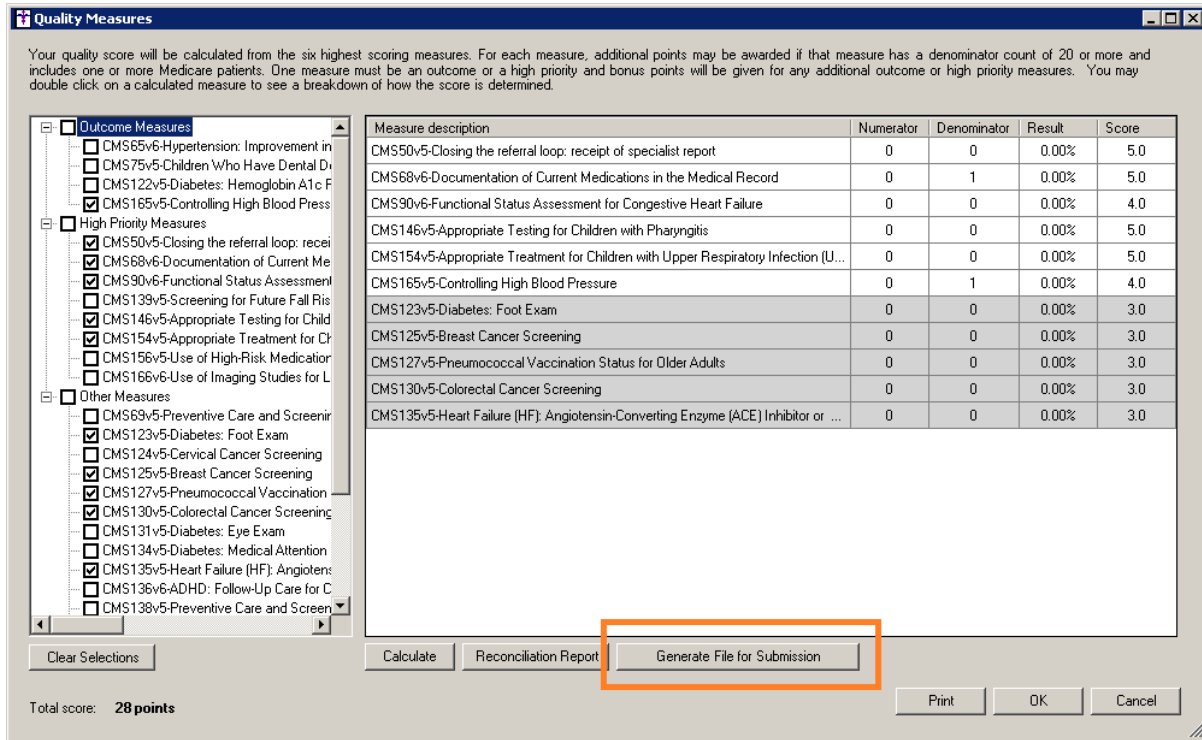 Quality Measures
Your quality score will be calculated from the six highest scoring measures. For each measure, additional points may be awarded if that measure has a denominator count of 20 or more and
includes one or more Medicare patients. One measure must be an outcome or a high priority and bonus points will be given for any additional outcome or high priority measures. You may
double click on a calculated measure to see a breakdown of how the score is determined.
Outcome Measures
CMS65v6-Hypertension: Improvement in
CMS75v5-Children Who Have Dental De
CMS122v5-Diabetes: Hemoglobin A1c F
CMS165v5-Controlling High Blood Press
High Priority Measures
CMS50v5-Closing the referral loop: recei
CMS68v6-Documentation of Current Me
CMS90v6-Functional Status Assessment
CMS139v5-Screening for Future Fall Ris
CMS146v5-Appropriate Testing for Child
CMS154v5-Appropriate Treatment for Ch
CMS156v5-Use of High-Risk Medication
CMS166v6-Use of Imaging Studies for L
Other Measures
CMS69v5-Preventive Care and Screenin
CMS123v5-Diabetes: Foot Exam
CMS124v5-Cervical Cancer Screening
CMS125v5-Breast Cancer Screening
CMS127v5-Pneumococcal Vaccination
CMS130v5-Colorectal Cancer Screening
CMS131v5-Diabetes: Eye Exam
CMS134v5-Diabetes: Medical Attention
CMS135v5-Heart Failure (HF): Angiotens
CMS136v6-ADHD: Follow-Up Care for C
CMS138v5-Preventive Care and Screen
Measure description Numerator Denominator Result Score
CMS50v5-Closing the referral loop: receipt of specialist report 0 0 0.00% 5.0
CMS68v6-Documentation of Current Medications in the Medical Record 0 1 0.00% 5.0
CMS90v6-Functional Status Assessment for Congestive Heart Failure 0 0 0.00% 4.0
CMS146v5-Appropriate Testing for Children with Pharyngitis 0 0 0.00% 5.0
CMS154v5-Appropriate Treatment for Children with Upper Respiratory Infection (U... 0 0 0.00% 5.0
CMS165v5-Controlling High Blood Pressure 0 1 0.00% 4.0
CMS123v5-Diabetes: Foot Exam 0 0 0.00% 3.0
CMS125v5-Breast Cancer Screening 0 0 0.00% 3.0
CMS127v5-Pneumococcal Vaccination Status for Older Adults 0 0 0.00% 3.0
CMS130v5-Colorectal Cancer Screening 0 0 0.00% 3.0
CMS135v5-Heart Failure (HF): Angiotensin-Converting Enzyme (ACE) Inhibitor or ... 0 0 0.00% 3.0
Clear Selections Calculate Reconciliation Report Generate File for Submission
Total score: 28 points Print OK Cancel